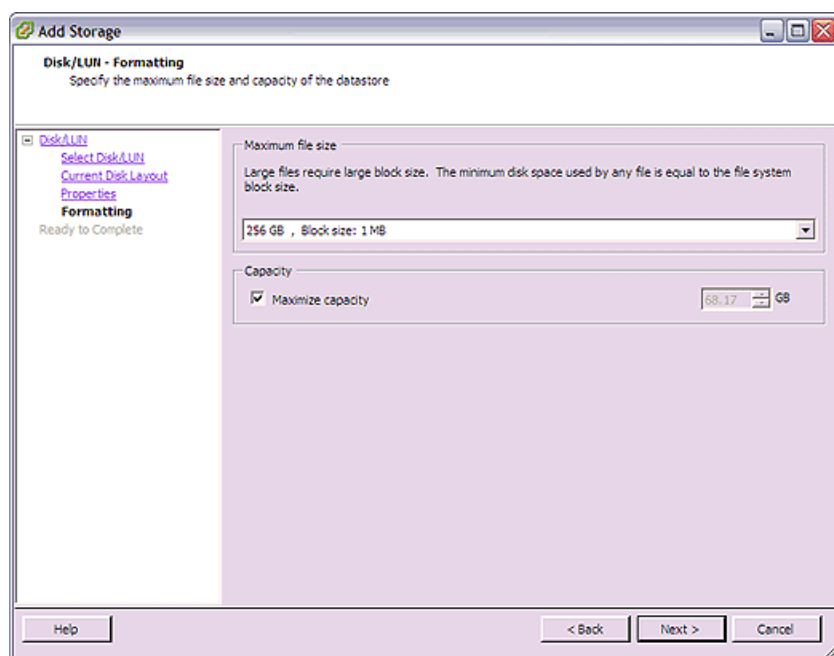 Add Storage
Disk/LUN - Formatting
Specify the maximum file size and capacity of the datastore
Disk/LUN
Select Disk/LUN
Current Disk Layout
Properties
Formatting
Ready to Complete
Maximum file size
Large files require large block size. The minimum disk space used by any file is equal to the file system
block size.
256 GB , Block size: 1 MB
Capacity
Maximize capacity
68.17 GB
Help
< Back
Next >
Cancel